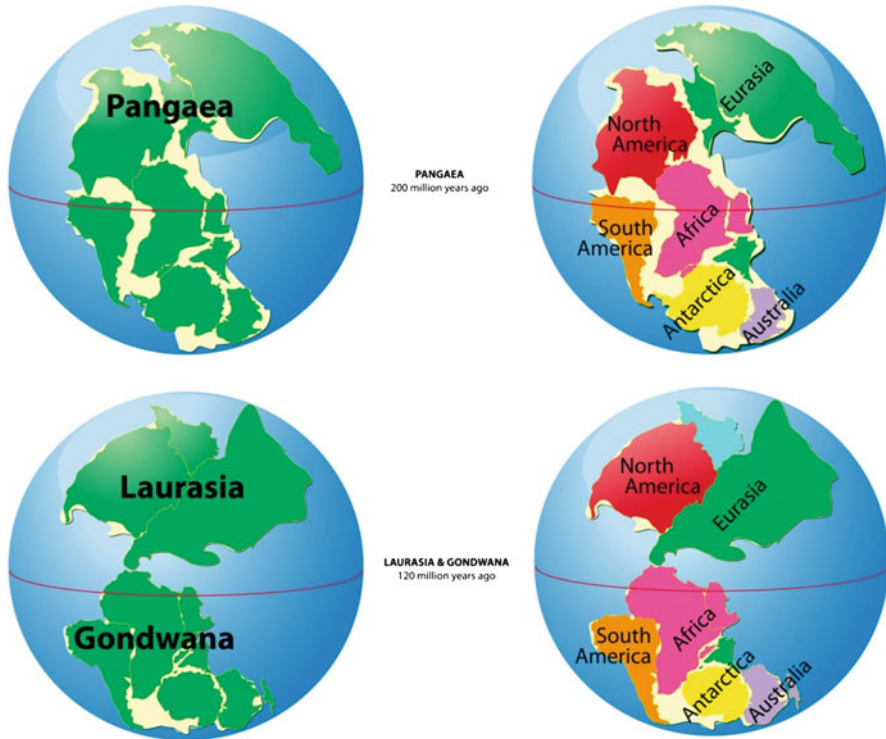 Pangaea
PANGAEA
200 million years ago
Eurasia
North
America
South
America
Africa
Antarctica
Australia
Laurasia
Gondwana
LAURASIA & GONDWANA
120 million years ago
North
America
Eurasia
South
America
Africa
Antarctica
Australia